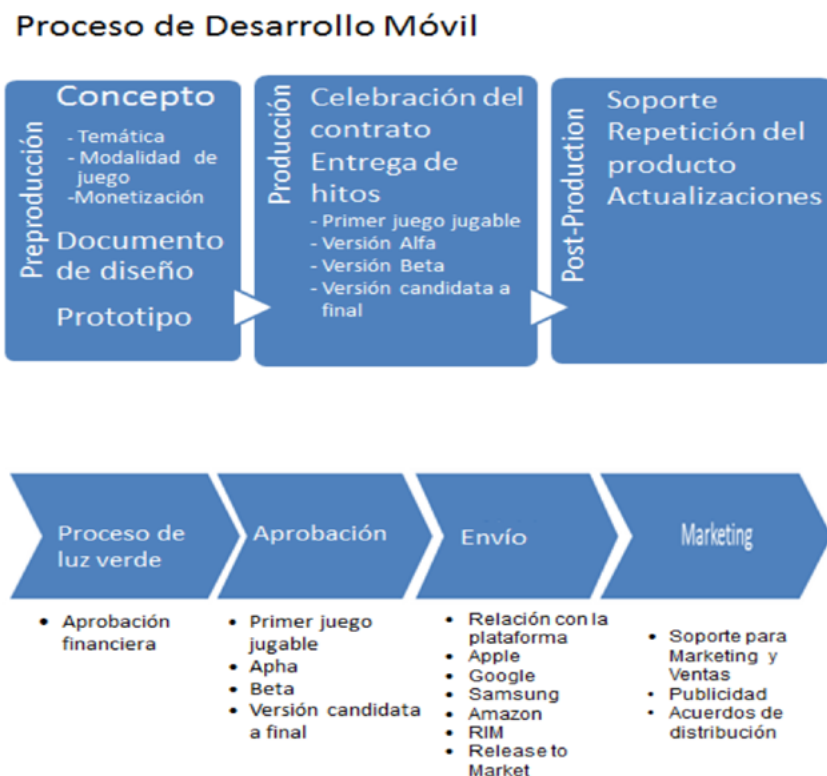 Proceso de Desarrollo Móvil
Preproducción
Concepto
- Temática
- Modalidad de
juego
-Monetización
Documento
de diseño
Prototipo
Producción
Celebración del
contrato
Entrega de
hitos
- Primer juego jugable
- Versión Alfa
- Versión Beta
- Versión candidata a
final
Post-Production
Soporte
Repetición del
producto
Actualizaciones
Proceso de
luz verde
• Aprobación
financiera
Aprobación
• Primer juego
jugable
• Apha
• Beta
• Versión candidata
a final
Envío
• Relación con la
plataforma
• Apple
• Google
• Samsung
• Amazon
• RIM
• Release to
Market
Marketing
• Soporte para
Marketing y
Ventas
• Publicidad
• Acuerdos de
distribución